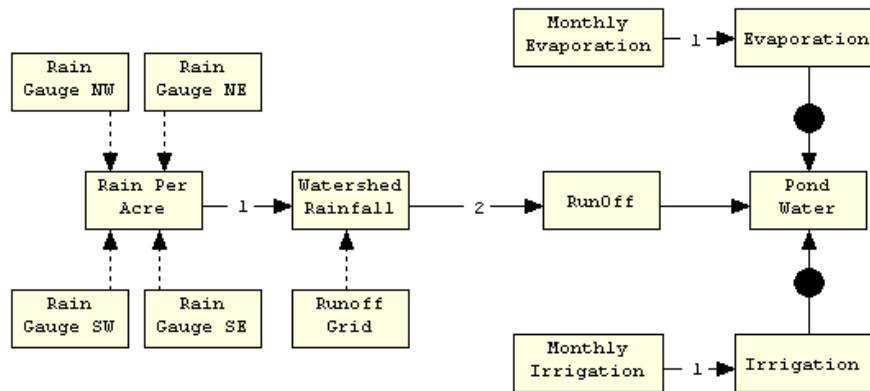 Monthly
Evaporation
1
Evaporation
Rain
Gauge NW
Rain
Gauge NE
Rain Per
Acre
1
Watershed
Rainfall
2
RunOff
Pond
Water
Rain
Gauge SW
Rain
Gauge SE
Runoff
Grid
Monthly
Irrigation
1
Irrigation